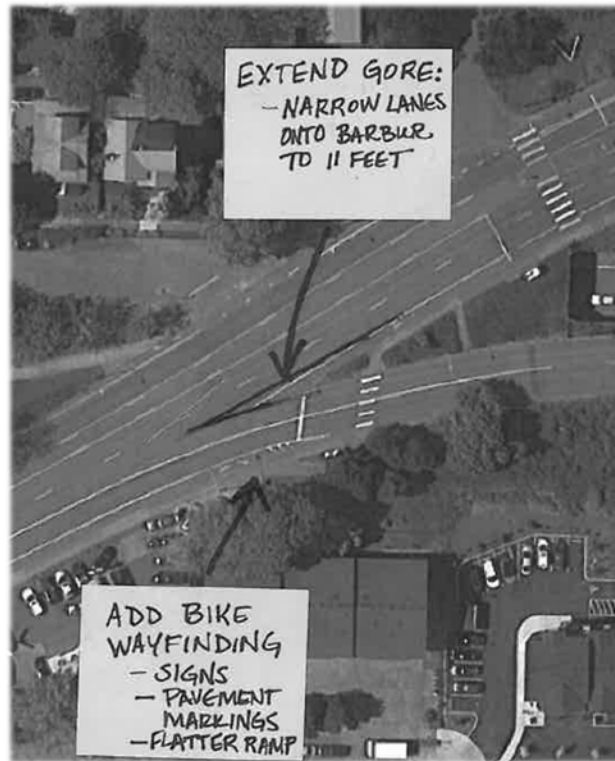 EXTEND GORE:
- NARROW LANES
ONTO BARBUR
TO 11 FEET
ADD BIKE
WAYFINDING
- SIGNS
- PAVEMENT
MARKINGS
- FLATTER RAMP